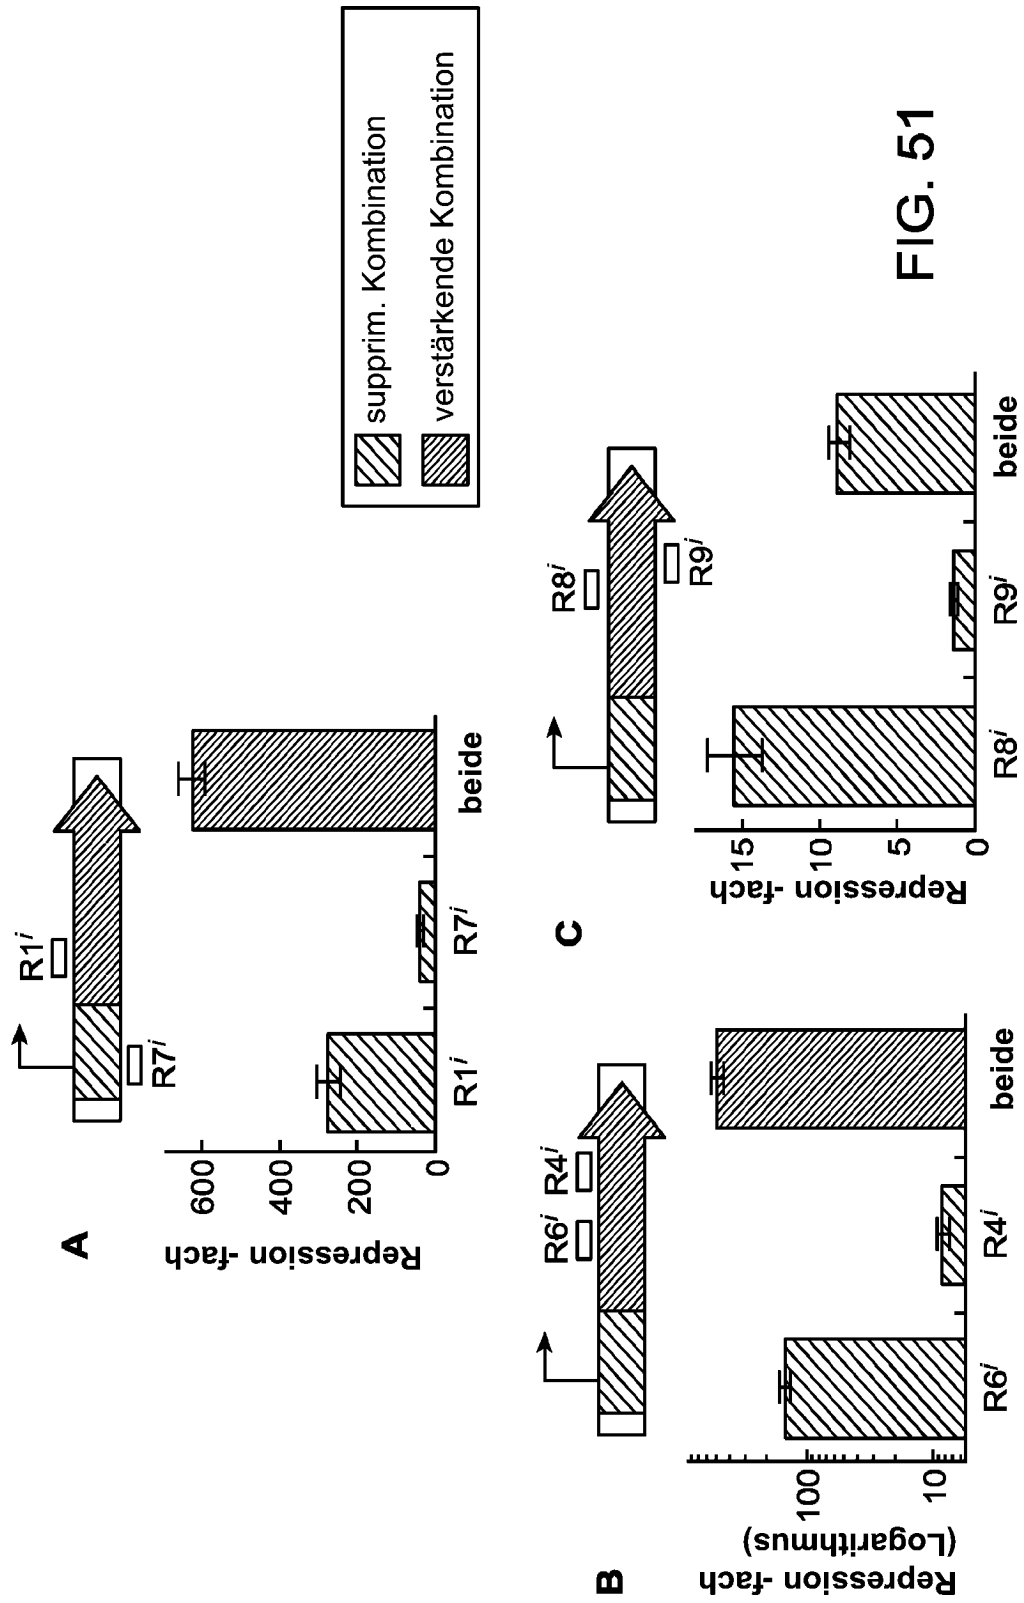 A
R1i
R7i
Repression -fach
600
400
200
0
R1i
R7i
beide
supprim. Kombination
verstärkende Kombination
B
R6i
R4i
Repression -fach
(Logarithmus)
100
10
R6i
R4i
beide
C
R8i
R9i
Repression -fach
15
10
5
0
R8i
R9i
beide
FIG. 51